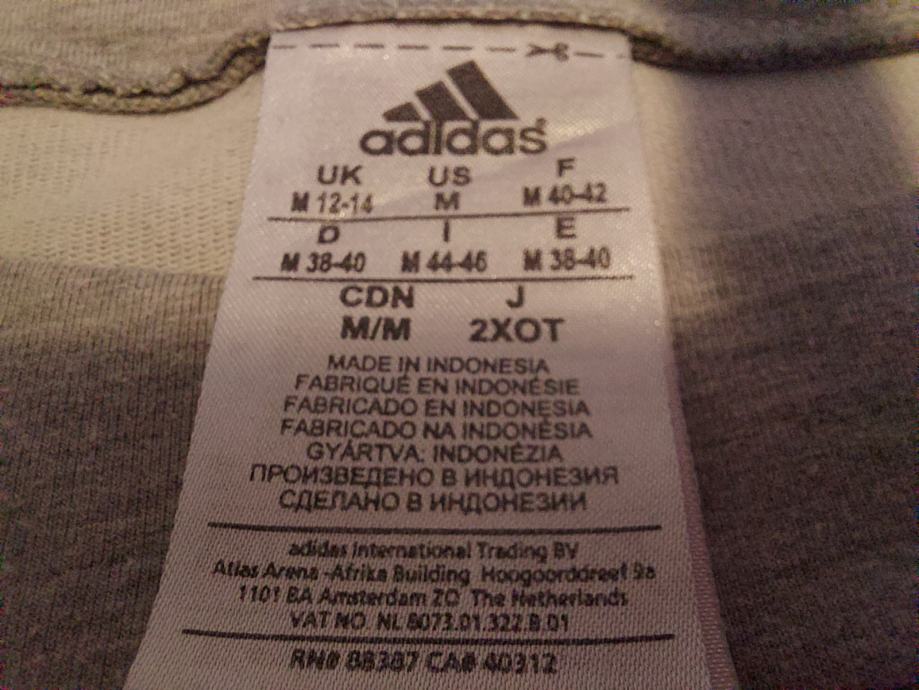 adidas
UK US F
M 12-14 M M 40-42
D I E
M 38-40 M 44-46 M 38-40
CDN J
M/M 2XOT
MADE IN INDONESIA
FABRIQUÉ EN INDONÉSIE
FABRICADO EN INDONESIA
FABRICADO NA INDONÉSIA
GYÁRTVA: INDONÉZIA
ПРОИЗВЕДЕНО В ИНДОНЕЗИЯ
СДЕЛАНО В ИНДОНЕЗИИ
adidas International Trading BV
Atlas Arena -Afrika Building Hoogoorddreef 9a
1101 BA Amsterdam ZO The Netherlands
VAT NO. NL 8073.01.322.B.01
RN# 88387 CA# 40312